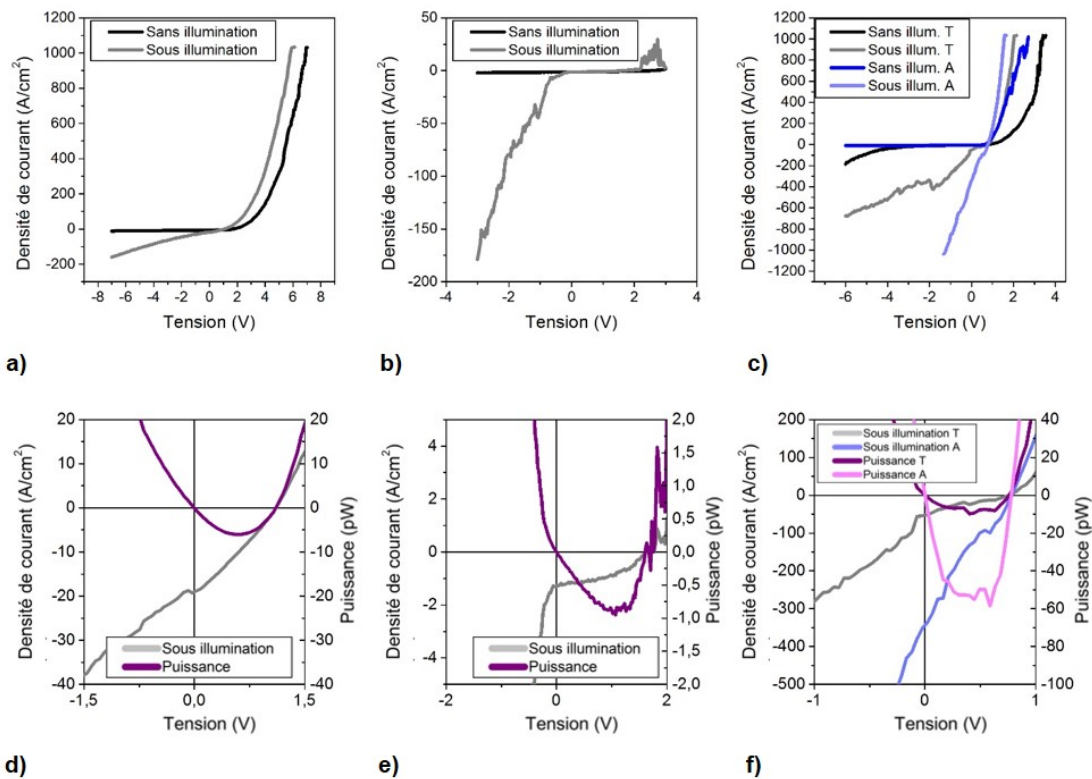 Sans illumination
Sous illumination
Densité de courant (A/cm²)
1200
1000
800
600
400
200
0
-200
-8 -6 -4 -2 0 2 4 6 8
Tension (V)
a)
Sans illumination
Sous illumination
Densité de courant (A/cm²)
50
25
0
-50
-100
-150
-200
-4 -2 0 2 4
Tension (V)
b)
Sans illum. T
Sous illum. T
Sans illum. A
Sous illum. A
Densité de courant (A/cm²)
1200
1000
800
600
400
200
0
-200
-400
-600
-800
-1000
-1200
-6 -4 -2 0 2 4
Tension (V)
c)
Densité de courant (A/cm²)
20
10
0
-10
-20
-30
-40
20
10
0
-10
-20
-30
-40
Puissance (pW)
Sous illumination
Puissance
-1,5 0,0 1,5
Tension (V)
d)
Densité de courant (A/cm²)
4
2
0
-2
-4
2,0
1,5
1,0
0,5
0,0
-0,5
-1,0
-1,5
-2,0
Puissance (pW)
Sous illumination
Puissance
-2 0 2
Tension (V)
e)
Sous illumination T
Sous illumination A
Puissance T
Puissance A
Densité de courant (A/cm²)
200
100
0
-100
-200
-300
-400
-500
40
20
0
-20
-40
-60
-80
-100
Puissance (pW)
-1 0 1
Tension (V)
f)